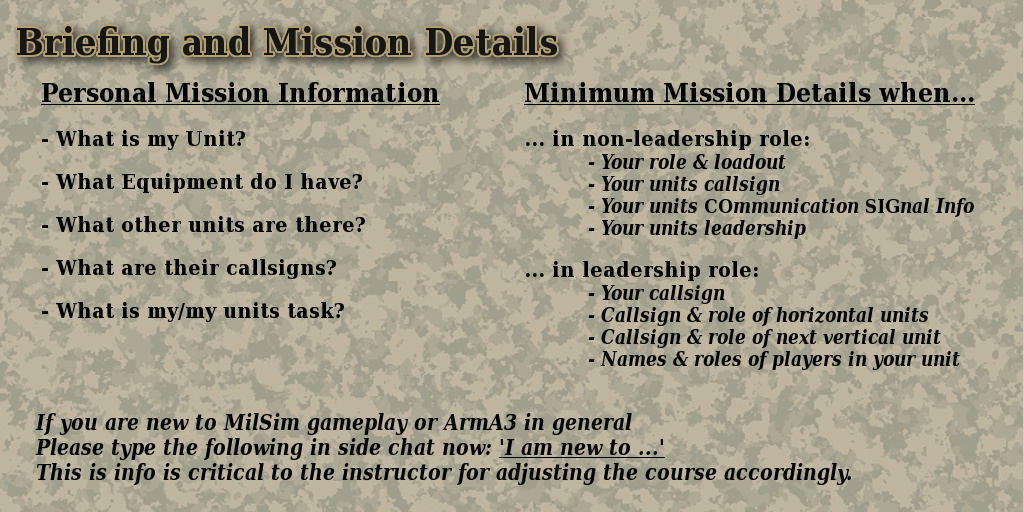 Briefing and Mission Details
Personal Mission Information
- What is my Unit?
- What Equipment do I have?
- What other units are there?
- What are their callsigns?
- What is my/my units task?
Minimum Mission Details when...
... in non-leadership role:
- Your role & loadout
- Your units callsign
- Your units COmmunication SIGnal Info
- Your units leadership
... in leadership role:
- Your callsign
- Callsign & role of horizontal units
- Callsign & role of next vertical unit
- Names & roles of players in your unit
If you are new to MilSim gameplay or ArmA3 in general
Please type the following in side chat now: 'I am new to ...'
This is info is critical to the instructor for adjusting the course accordingly.